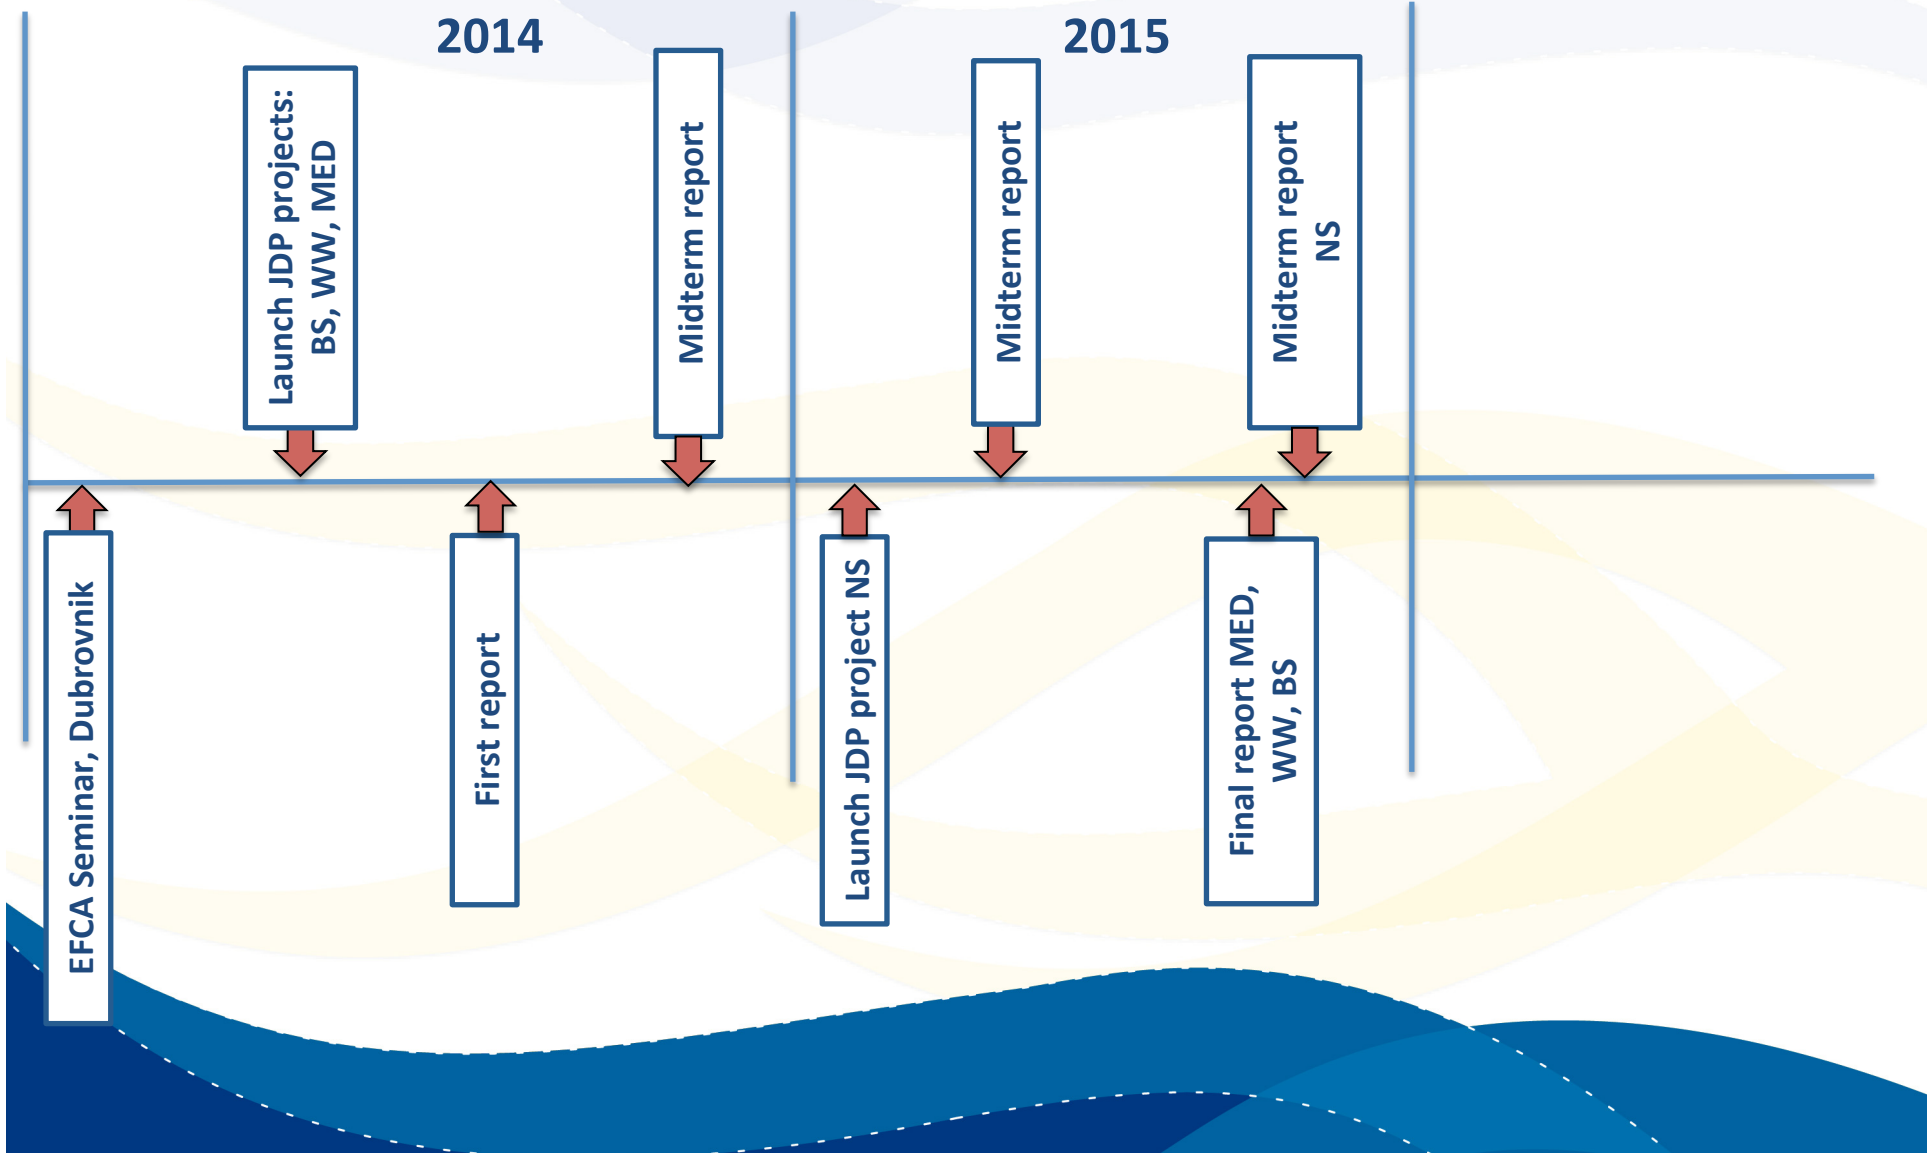 2014
2015
Launch JDP projects:
BS, WW, MED
Midterm report
Midterm report
Midterm report
NS
EFCA Seminar, Dubrovnik
First report
Launch JDP project NS
Final report MED,
WW, BS